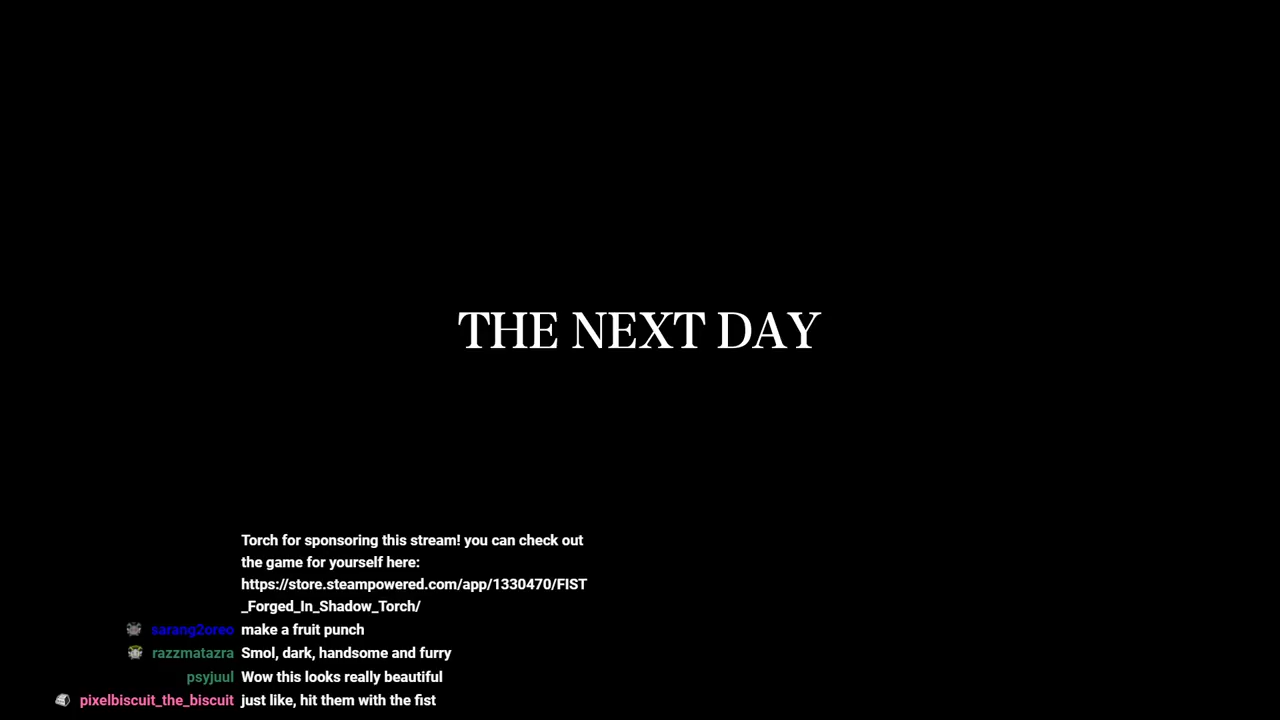 THE NEXT DAY
Torch for sponsoring this stream! you can check out
the game for yourself here:
https://store.steampowered.com/app/1330470/FIST
_Forged_In_Shadow_Torch/
sarang2oreo make a fruit punch
razzmatazra Smol, dark, handsome and furry
psyjuul Wow this looks really beautiful
pixelbiscuit_the_biscuit just like, hit them with the fist